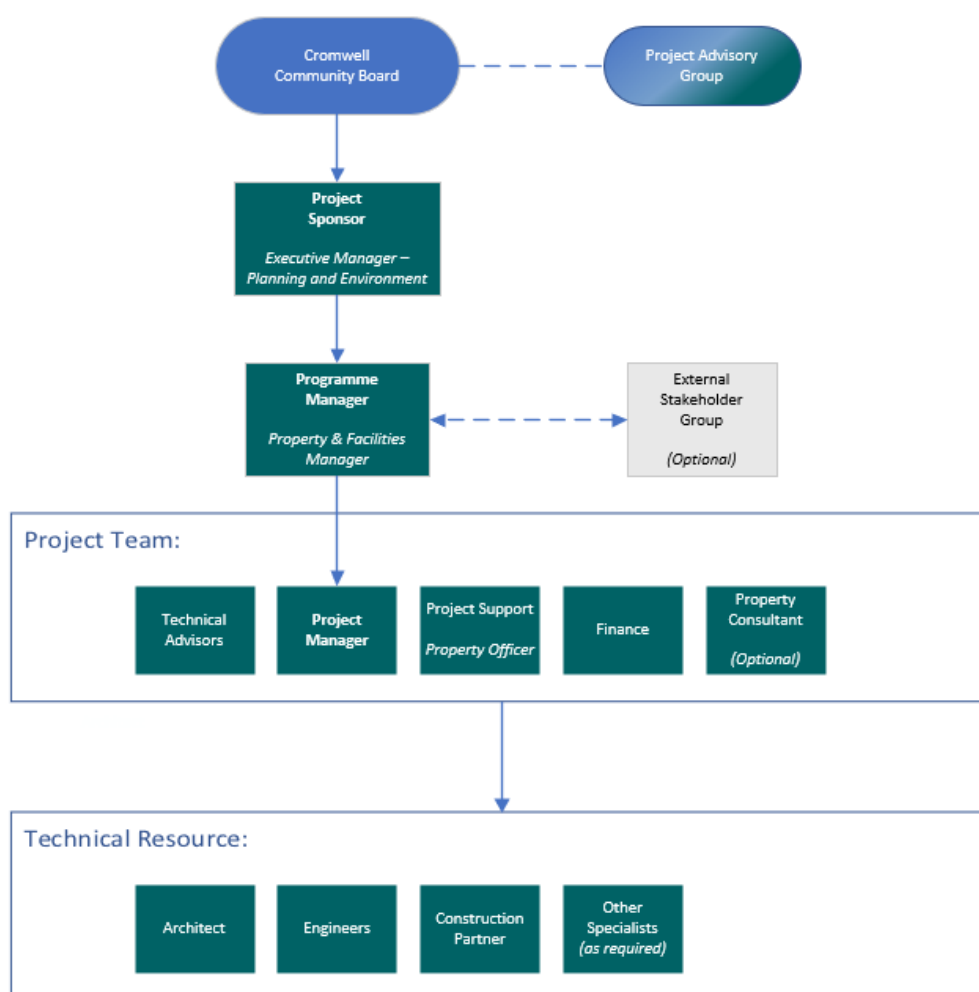 Cromwell
Community Board
Project Advisory
Group
Project
Sponsor
Executive Manager –
Planning and Environment
Programme
Manager
Property & Facilities
Manager
External
Stakeholder
Group
(Optional)
Project Team:
Technical
Advisors
Project
Manager
Project Support
Property Officer
Finance
Property
Consultant
(Optional)
Technical Resource:
Architect
Engineers
Construction
Partner
Other
Specialists
(as required)